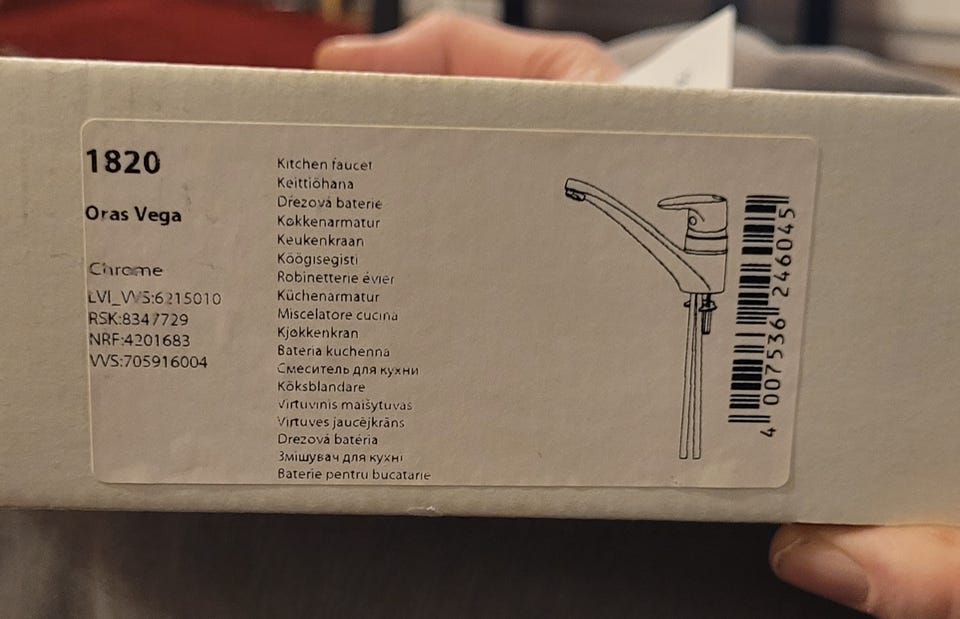 1820
Oras Vega
Chrome
LVI_VVS:6215010
RSK:8347729
NRF:4201683
VVS:705916004
Kitchen faucet
Keittiöhana
Dřezová baterie
Køkkenarmatur
Keukenkraan
Köögisegisti
Robinetterie évier
Küchenarmatur
Miscelatore cucina
Kjøkkenkran
Bateria kuchenna
Смеситель для кухни
Köksblandare
Virtuvinis maišytuvas
Virtuves jaucējkrāns
Drezová batéria
Змішувач для кухні
Baterie pentru bucatarie
4 007536 246045